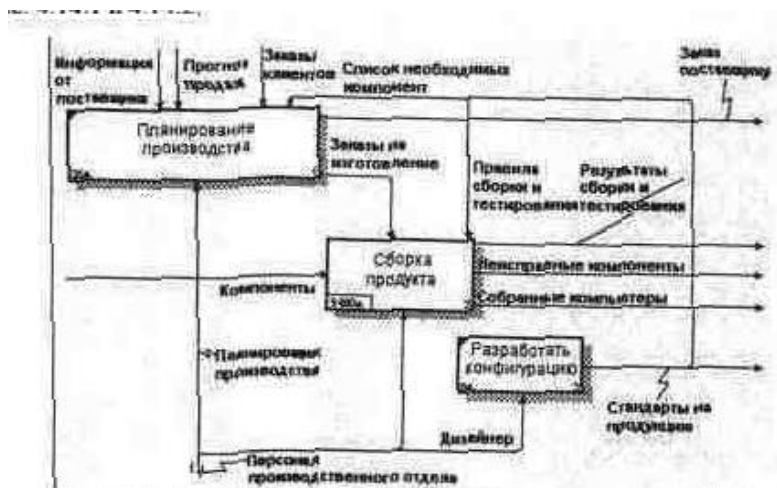 Информация
от
поставщика
Прогноз
продаж
Заказы
клиентов
Список необходимых
компонент
Заказ
поставщику
Планирование
производства
Заказы на
изготовление
Правила
сборки и
тестирования
Результаты
сборки и
тестирования
Сборка
продукта
Неисправные компоненты
Компоненты
Собранные компьютеры
Планирование
производства
Разработать
конфигурацию
Стандарты на
продукцию
Дизайнер
Персонал
производственного отдела